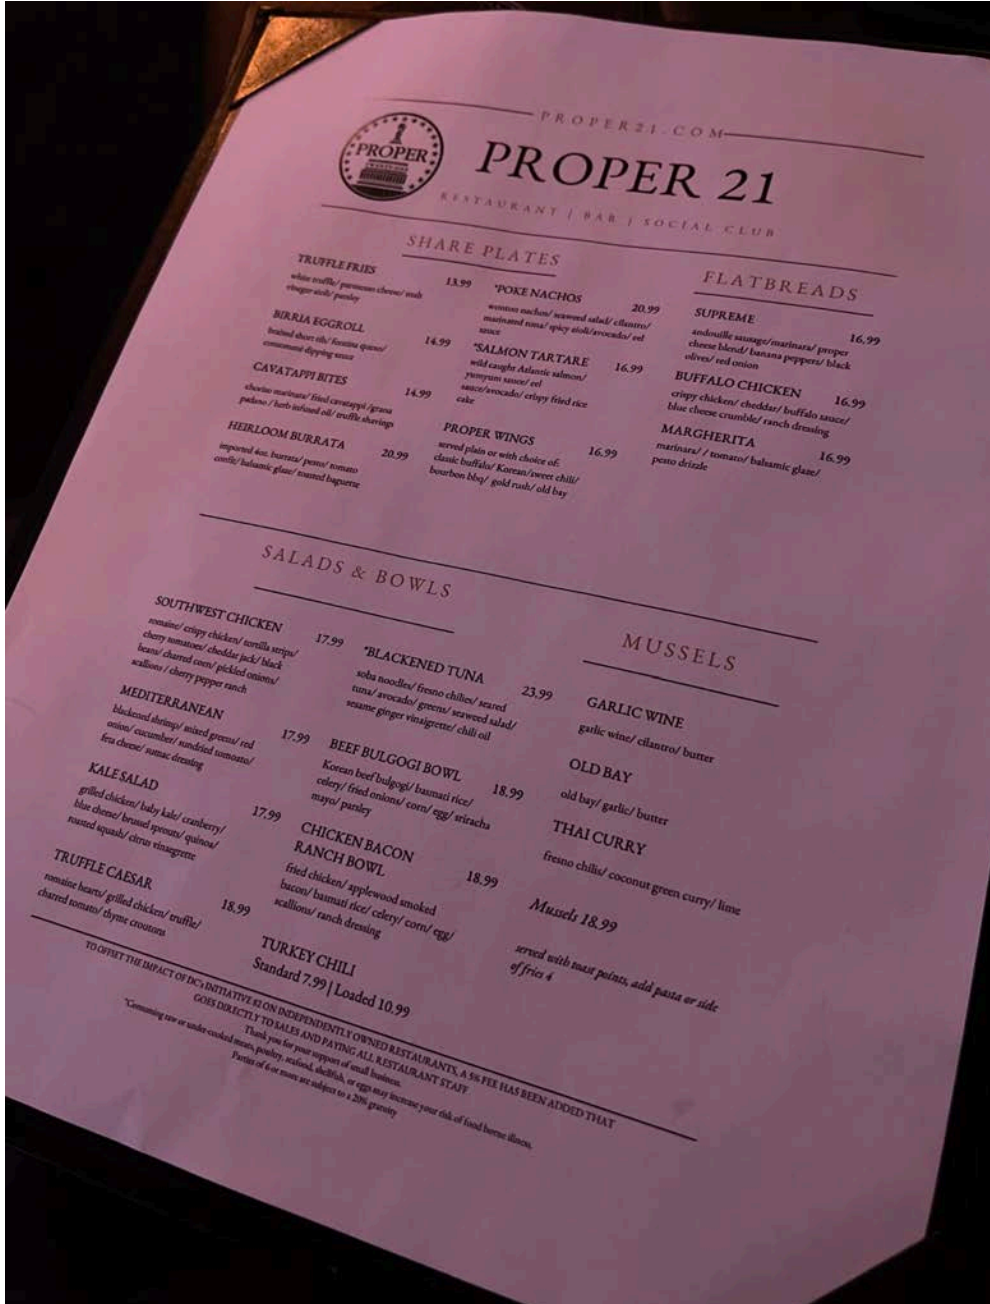 PROPER21.COM
PROPER
PROPER 21
RESTAURANT | BAR | SOCIAL CLUB
SHARE PLATES
TRUFFLE FRIES 13.99
white truffle/ parmesan cheese/ malt
vinegar aioli/ parsley
BIRRIA EGGROLL 14.99
braised short rib/ fontina queso/
consommé dipping sauce
CAVATAPPI BITES 14.99
chorizo marinara/ fried cavatappi /grana
padano / herb infused oil/ truffle shavings
HEIRLOOM BURRATA 20.99
imported 4oz. burrata/ pesto/ tomato
confit/ balsamic glaze/ toasted baguette
*POKE NACHOS 20.99
wonton nachos/ seaweed salad/ cilantro/
marinated tuna/ spicy aioli/avocado/ eel
sauce
*SALMON TARTARE 16.99
wild caught Atlantic salmon/
yumyum sauce/ eel
sauce/avocado/ crispy fried rice
cake
PROPER WINGS 16.99
served plain or with choice of:
classic buffalo/ Korean/sweet chili/
bourbon bbq/ gold rush/ old bay
FLATBREADS
SUPREME 16.99
andouille sausage/marinara/ proper
cheese blend/ banana peppers/ black
olives/ red onion
BUFFALO CHICKEN 16.99
crispy chicken/ cheddar/ buffalo sauce/
blue cheese crumble/ ranch dressing
MARGHERITA 16.99
marinara/ / tomato/ balsamic glaze/
pesto drizzle
SALADS & BOWLS
SOUTHWEST CHICKEN 17.99
romaine/ crispy chicken/ tortilla strips/
cherry tomatoes/ cheddar jack/ black
beans/ charred corn/ pickled onions/
scallions / cherry pepper ranch
MEDITERRANEAN 17.99
blackened shrimp/ mixed greens/ red
onion/ cucumber/ sundried tomoato/
feta cheese/ sumac dressing
KALE SALAD 17.99
grilled chicken/ baby kale/ cranberry/
blue cheese/ brussel sprouts/ quinoa/
roasted squash/ citrus vinaegrette
TRUFFLE CAESAR 18.99
romaine hearts/ grilled chicken/ truffle/
charred tomato/ thyme croutons
*BLACKENED TUNA 23.99
soba noodles/ fresno chilies/ seared
tuna/ avocado/ greens/ seaweed salad/
sesame ginger vinaigrette/ chili oil
BEEF BULGOGI BOWL 18.99
Korean beef bulgogi/ basmati rice/
celery/ fried onions/ corn/ egg/ sriracha
mayo/ parsley
CHICKEN BACON
RANCH BOWL 18.99
fried chicken/ applewood smoked
bacon/ basmati rice/ celery/ corn/ egg/
scallions/ ranch dressing
TURKEY CHILI
Standard 7.99 | Loaded 10.99
MUSSELS
GARLIC WINE
garlic wine/ cilantro/ butter
OLD BAY
old bay/ garlic/ butter
THAI CURRY
fresno chilis/ coconut green curry/ lime
Mussels 18.99
served with toast points, add pasta or side
of fries 4
TO OFFSET THE IMPACT OF DC's INITIATIVE 82 ON INDEPENDENTLY OWNED RESTAURANTS, A 5% FEE HAS BEEN ADDED THAT
GOES DIRECTLY TO SALES AND PAYING ALL RESTAURANT STAFF
Thank you for your support of small business.
*Consuming raw or under-cooked meats, poultry, seafood, shellfish, or eggs may increase your risk of food borne illness.
Parties of 6 or more are subject to a 20% gratuity